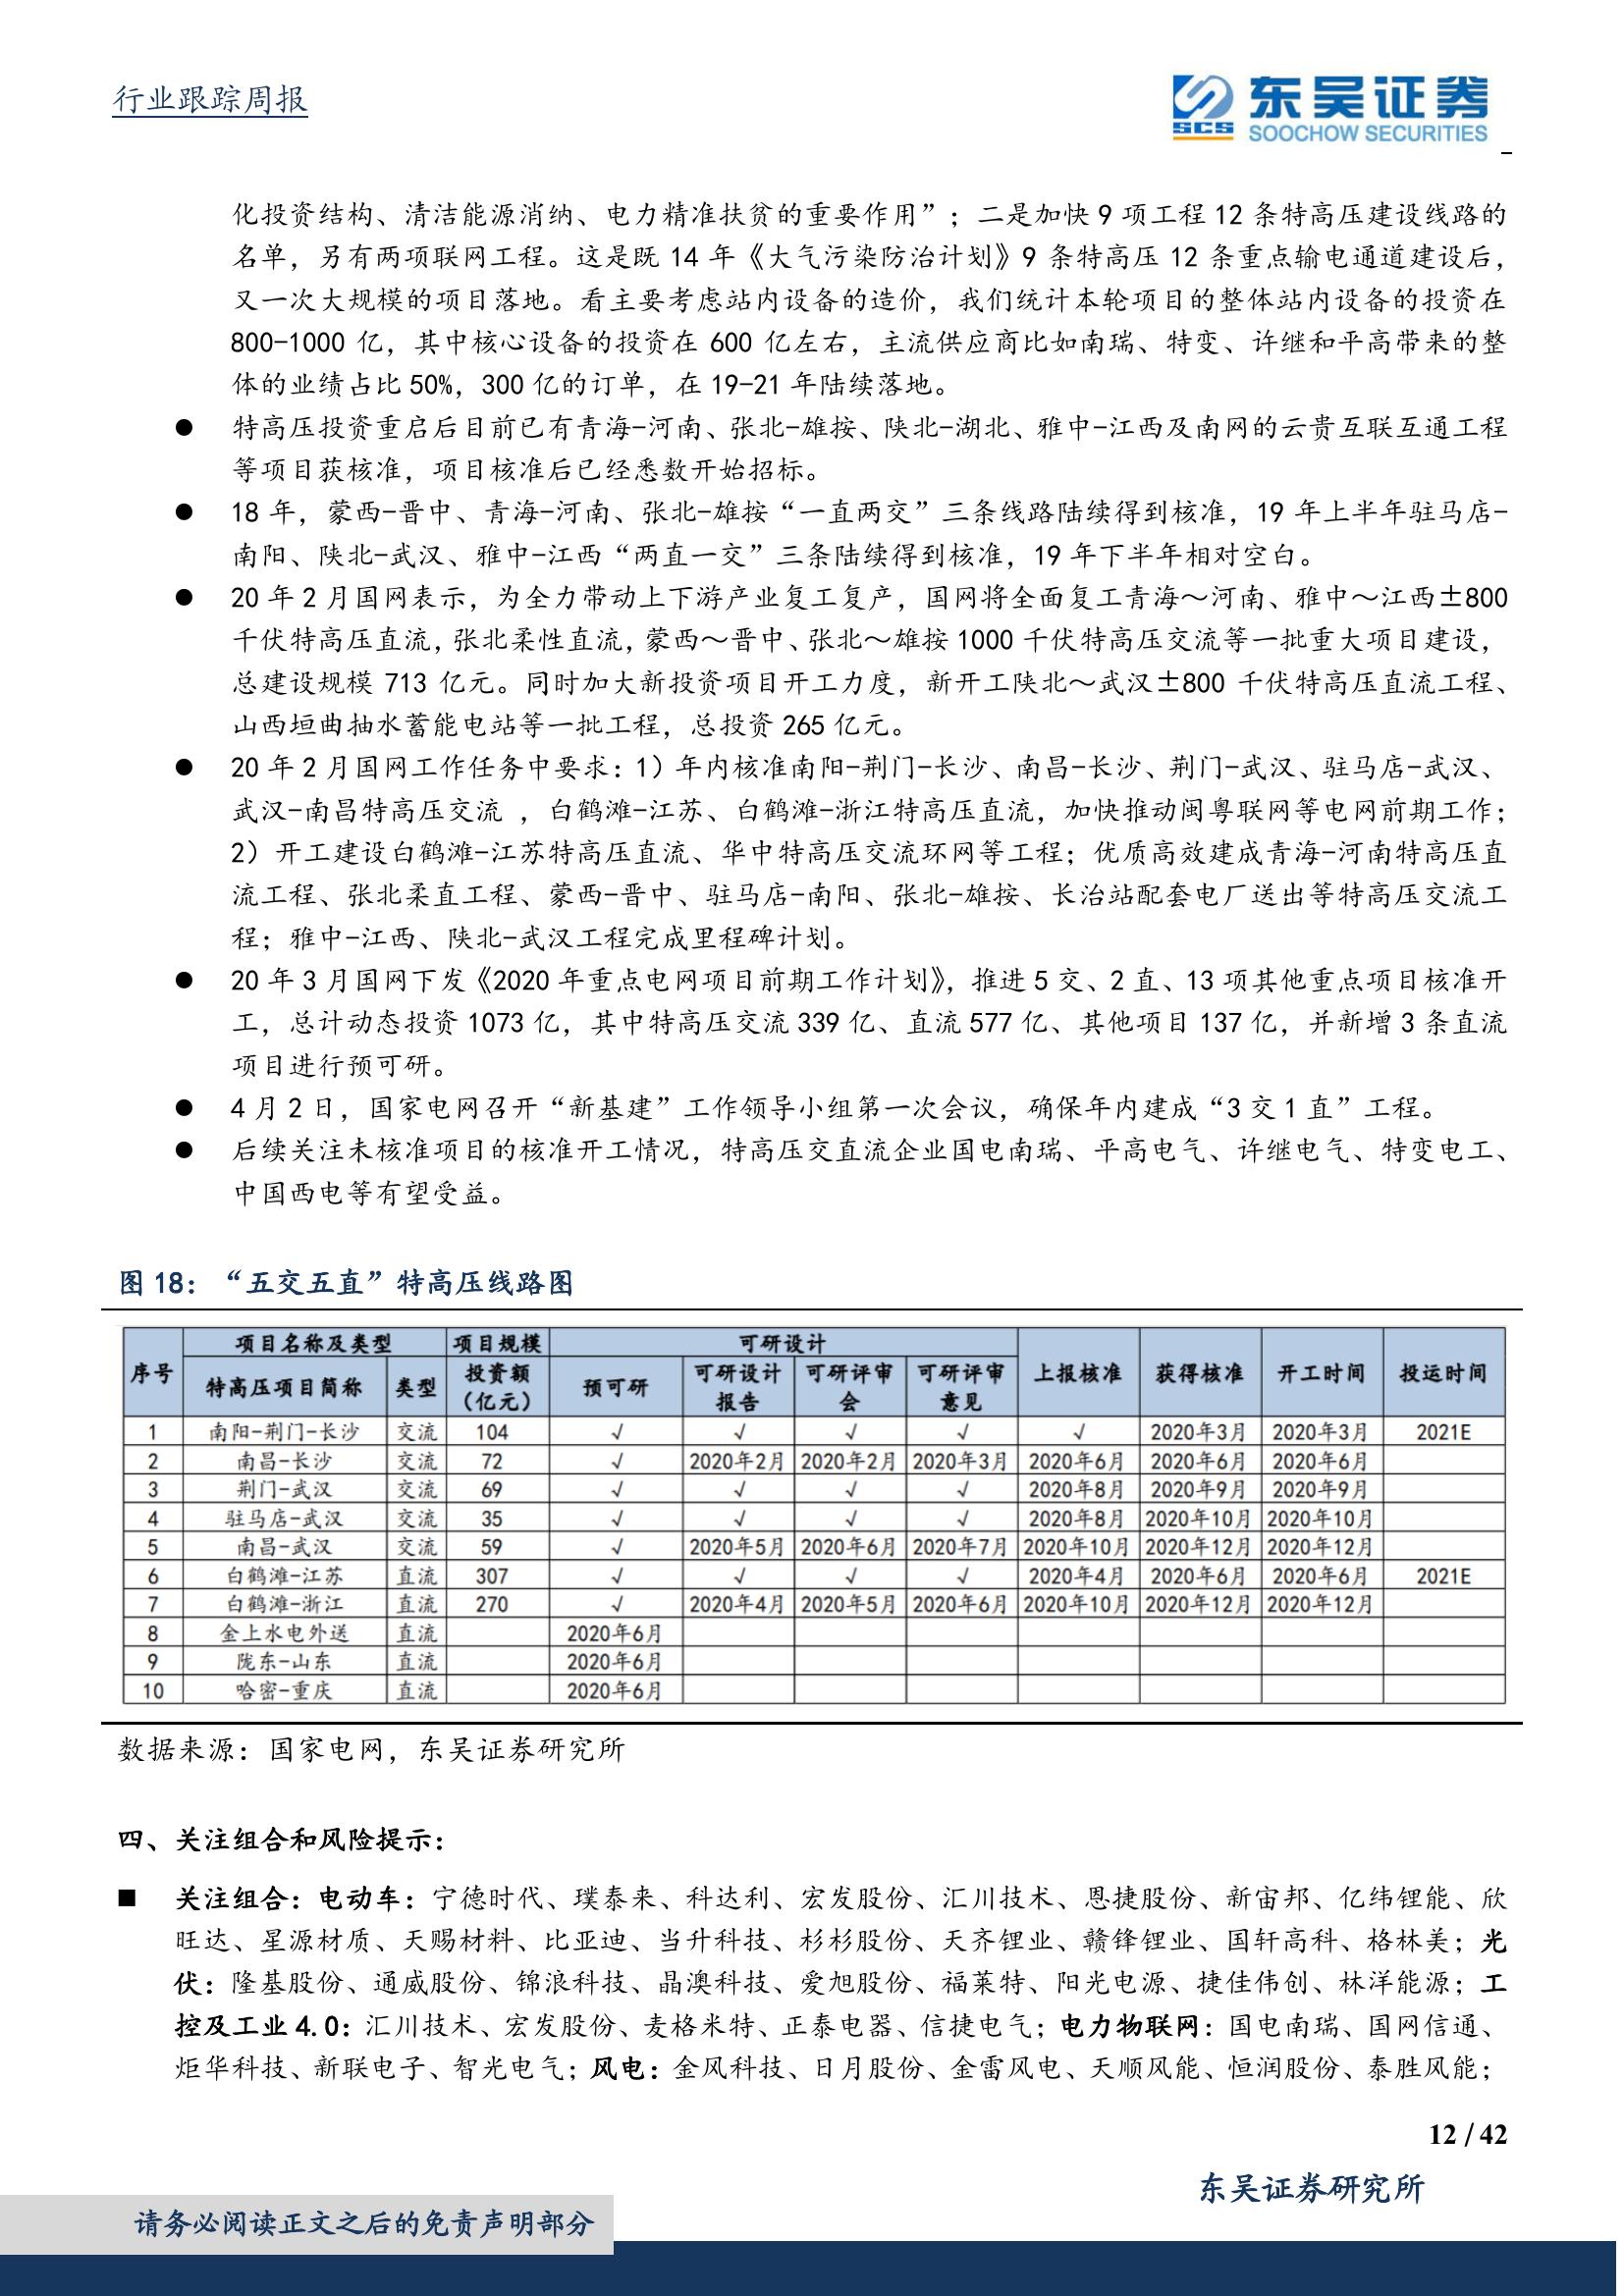 行业跟踪周报
东吴证券
SCS
SOOCHOW SECURITIES
化投资结构、清洁能源消纳、电力精准扶贫的重要作用”；二是加快 9 项工程 12 条特高压建设线路的
名单，另有两项联网工程。这是既 14 年《大气污染防治计划》9 条特高压 12 条重点输电通道建设后，
又一次大规模的项目落地。看主要考虑站内设备的造价，我们统计本轮项目的整体站内设备的投资在
800-1000 亿，其中核心设备的投资在 600 亿左右，主流供应商比如南瑞、特变、许继和平高带来的整
体的业绩占比 50%，300 亿的订单，在 19-21 年陆续落地。
● 特高压投资重启后目前已有青海-河南、张北-雄按、陕北-湖北、雅中-江西及南网的云贵互联互通工程
等项目获核准，项目核准后已经悉数开始招标。
● 18 年，蒙西-晋中、青海-河南、张北-雄按“一直两交”三条线路陆续得到核准，19 年上半年驻马店-
南阳、陕北-武汉、雅中-江西“两直一交”三条陆续得到核准，19 年下半年相对空白。
● 20 年 2 月国网表示，为全力带动上下游产业复工复产，国网将全面复工青海～河南、雅中～江西±800
千伏特高压直流，张北柔性直流，蒙西～晋中、张北～雄按 1000 千伏特高压交流等一批重大项目建设，
总建设规模 713 亿元。同时加大新投资项目开工力度，新开工陕北～武汉±800 千伏特高压直流工程、
山西垣曲抽水蓄能电站等一批工程，总投资 265 亿元。
● 20 年 2 月国网工作任务中要求：1）年内核准南阳-荆门-长沙、南昌-长沙、荆门-武汉、驻马店-武汉、
武汉-南昌特高压交流 ，白鹤滩-江苏、白鹤滩-浙江特高压直流，加快推动闽粤联网等电网前期工作；
2）开工建设白鹤滩-江苏特高压直流、华中特高压交流环网等工程；优质高效建成青海-河南特高压直
流工程、张北柔直工程、蒙西-晋中、驻马店-南阳、张北-雄按、长治站配套电厂送出等特高压交流工
程；雅中-江西、陕北-武汉工程完成里程碑计划。
● 20 年 3 月国网下发《2020 年重点电网项目前期工作计划》，推进 5 交、2 直、13 项其他重点项目核准开
工，总计动态投资 1073 亿，其中特高压交流 339 亿、直流 577 亿、其他项目 137 亿，并新增 3 条直流
项目进行预可研。
● 4 月 2 日，国家电网召开“新基建”工作领导小组第一次会议，确保年内建成“3 交 1 直”工程。
● 后续关注未核准项目的核准开工情况，特高压交直流企业国电南瑞、平高电气、许继电气、特变电工、
中国西电等有望受益。
图 18：“五交五直”特高压线路图
序号 项目名称及类型 项目规模 可研设计 上报核准 获得核准 开工时间 投运时间
特高压项目简称 类型 投资额（亿元） 预可研 可研设计报告 可研评审会 可研评审意见
1 南阳-荆门-长沙 交流 104 √ √ √ √ √ 2020年3月 2020年3月 2021E
2 南昌-长沙 交流 72 √ 2020年2月 2020年2月 2020年3月 2020年6月 2020年6月 2020年6月
3 荆门-武汉 交流 69 √ √ √ √ 2020年8月 2020年9月 2020年9月
4 驻马店-武汉 交流 35 √ √ √ √ 2020年8月 2020年10月 2020年10月
5 南昌-武汉 交流 59 √ 2020年5月 2020年6月 2020年7月 2020年10月 2020年12月 2020年12月
6 白鹤滩-江苏 直流 307 √ √ √ √ 2020年4月 2020年6月 2020年6月 2021E
7 白鹤滩-浙江 直流 270 √ 2020年4月 2020年5月 2020年6月 2020年10月 2020年12月 2020年12月
8 金上水电外送 直流 2020年6月
9 陇东-山东 直流 2020年6月
10 哈密-重庆 直流 2020年6月
数据来源：国家电网，东吴证券研究所
四、关注组合和风险提示：
■ 关注组合：电动车：宁德时代、璞泰来、科达利、宏发股份、汇川技术、恩捷股份、新宙邦、亿纬锂能、欣
旺达、星源材质、天赐材料、比亚迪、当升科技、杉杉股份、天齐锂业、赣锋锂业、国轩高科、格林美；光
伏：隆基股份、通威股份、锦浪科技、晶澳科技、爱旭股份、福莱特、阳光电源、捷佳伟创、林洋能源；工
控及工业 4.0：汇川技术、宏发股份、麦格米特、正泰电器、信捷电气；电力物联网：国电南瑞、国网信通、
炬华科技、新联电子、智光电气；风电：金风科技、日月股份、金雷风电、天顺风能、恒润股份、泰胜风能；
12 / 42
东吴证券研究所
请务必阅读正文之后的免责声明部分